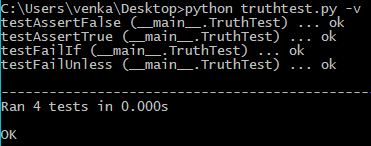 C:\Users\venka\Desktop>python truthtest.py -v
testAssertFalse (__main__.TruthTest) ... ok
testAssertTrue (__main__.TruthTest) ... ok
testFailIf (__main__.TruthTest) ... ok
testFailUnless (__main__.TruthTest) ... ok
----------------------------------------------
Ran 4 tests in 0.000s
OK